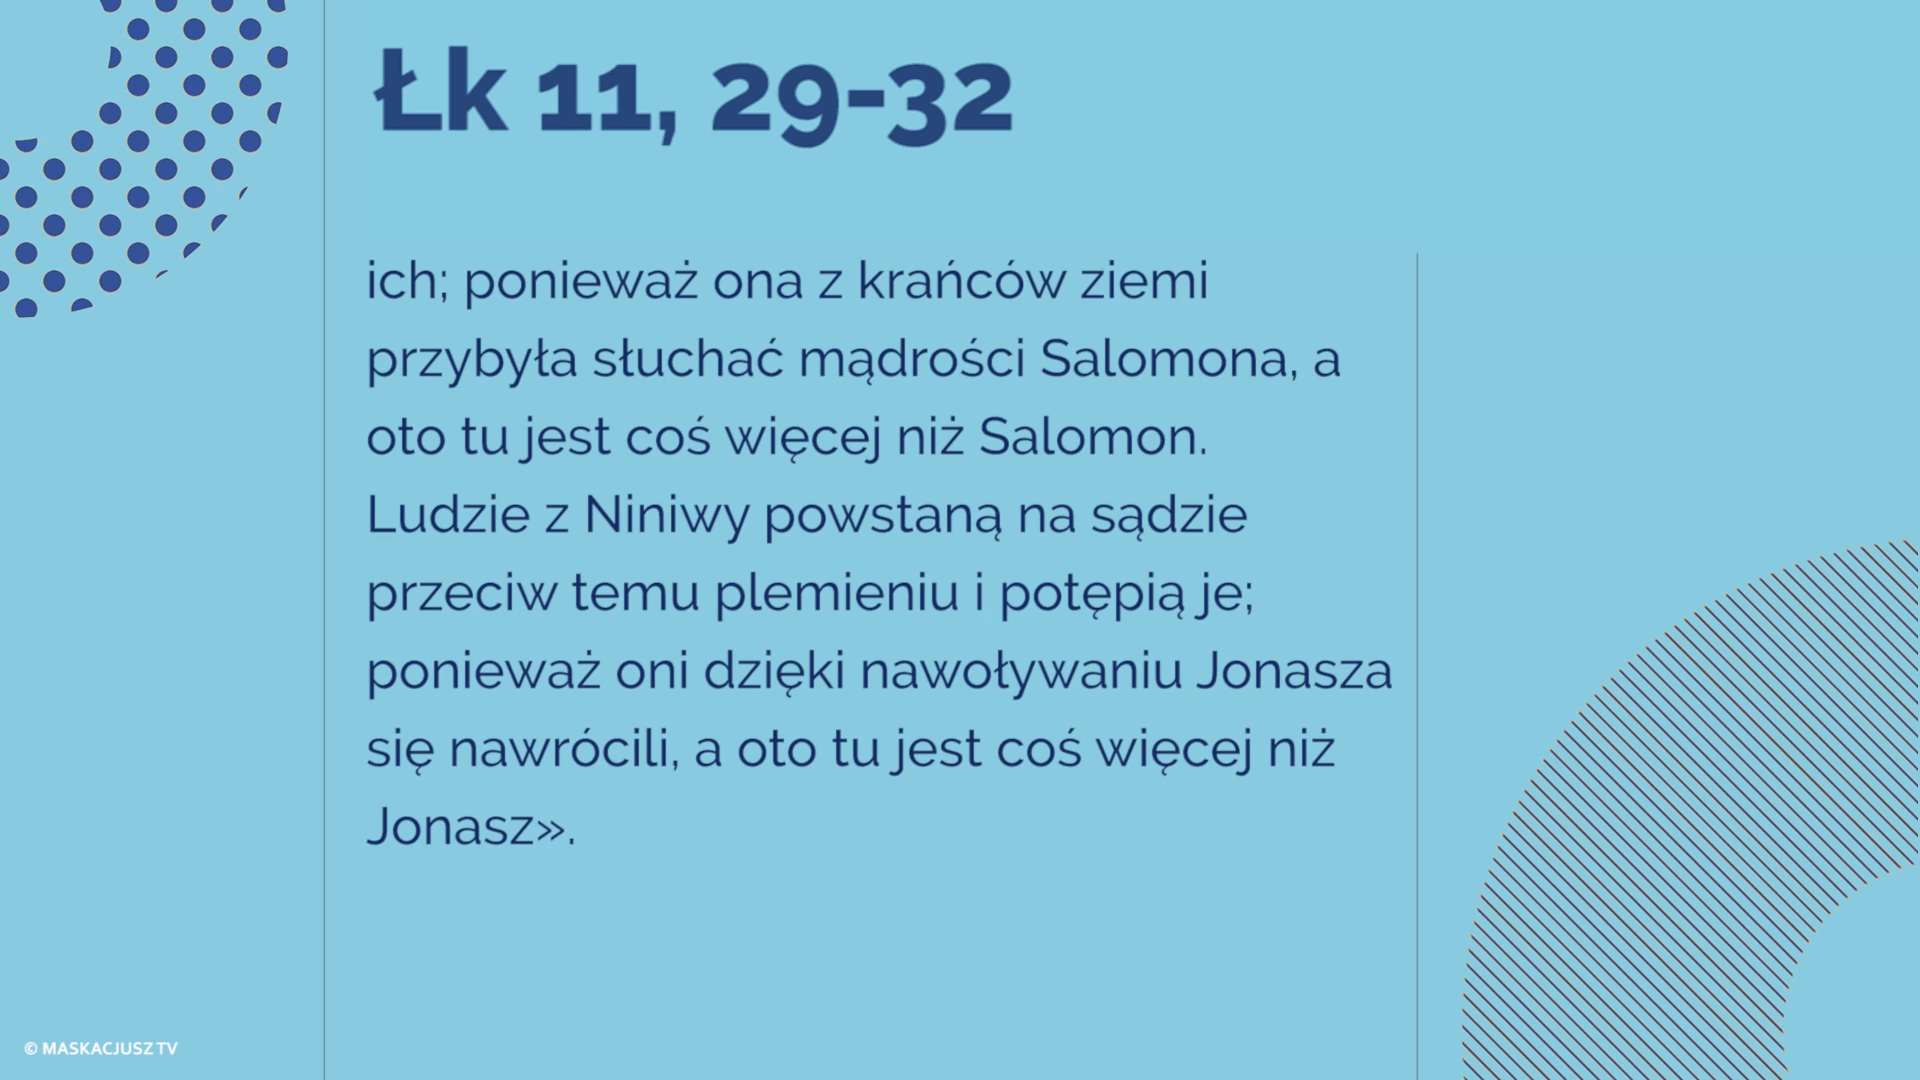 Łk 11, 29-32
ich; ponieważ ona z krańców ziemi
przybyła słuchać mądrości Salomona, a
oto tu jest coś więcej niż Salomon.
Ludzie z Niniwy powstaną na sądzie
przeciw temu plemieniu i potępią je;
ponieważ oni dzięki nawoływaniu Jonasza
się nawrócili, a oto tu jest coś więcej niż
Jonasz».
© MASKACJUSZ TV